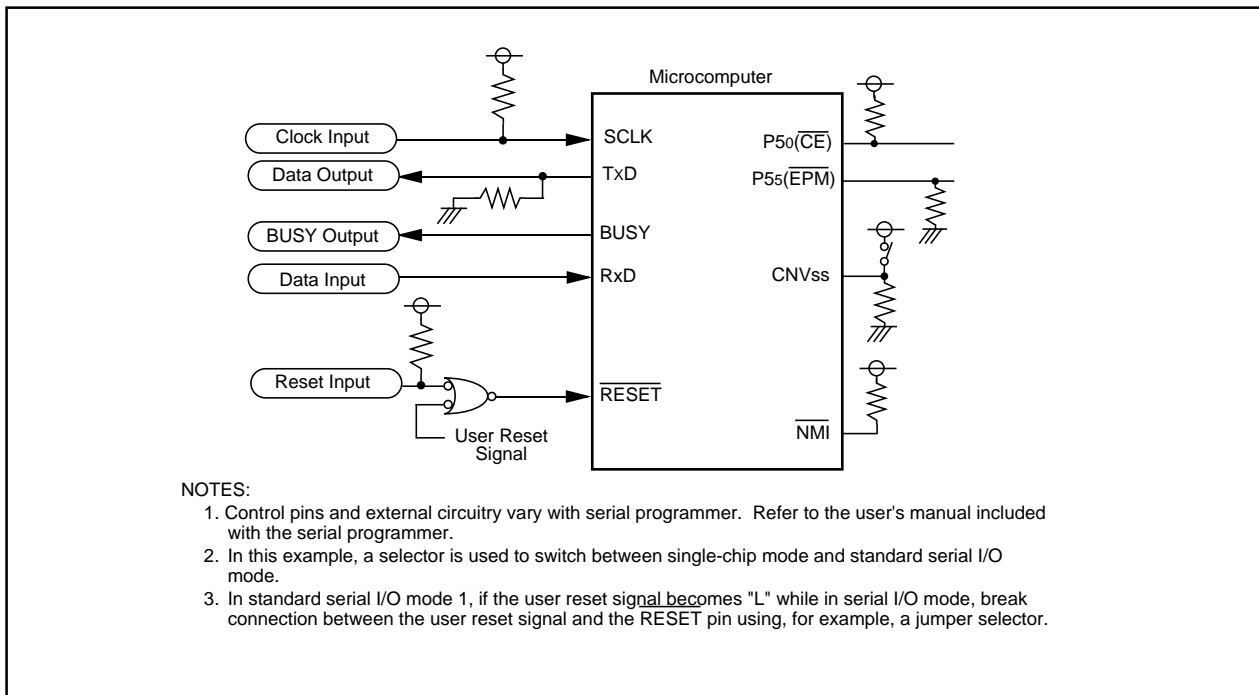 Microcomputer
Clock Input
SCLK
P50(CE)
Data Output
TxD
P55(EPM)
BUSY Output
BUSY
Data Input
RxD
CNVss
Reset Input
RESET
User Reset
Signal
NMI
NOTES:
1. Control pins and external circuitry vary with serial programmer. Refer to the user's manual included
with the serial programmer.
2. In this example, a selector is used to switch between single-chip mode and standard serial I/O
mode.
3. In standard serial I/O mode 1, if the user reset signal becomes "L" while in serial I/O mode, break
connection between the user reset signal and the RESET pin using, for example, a jumper selector.